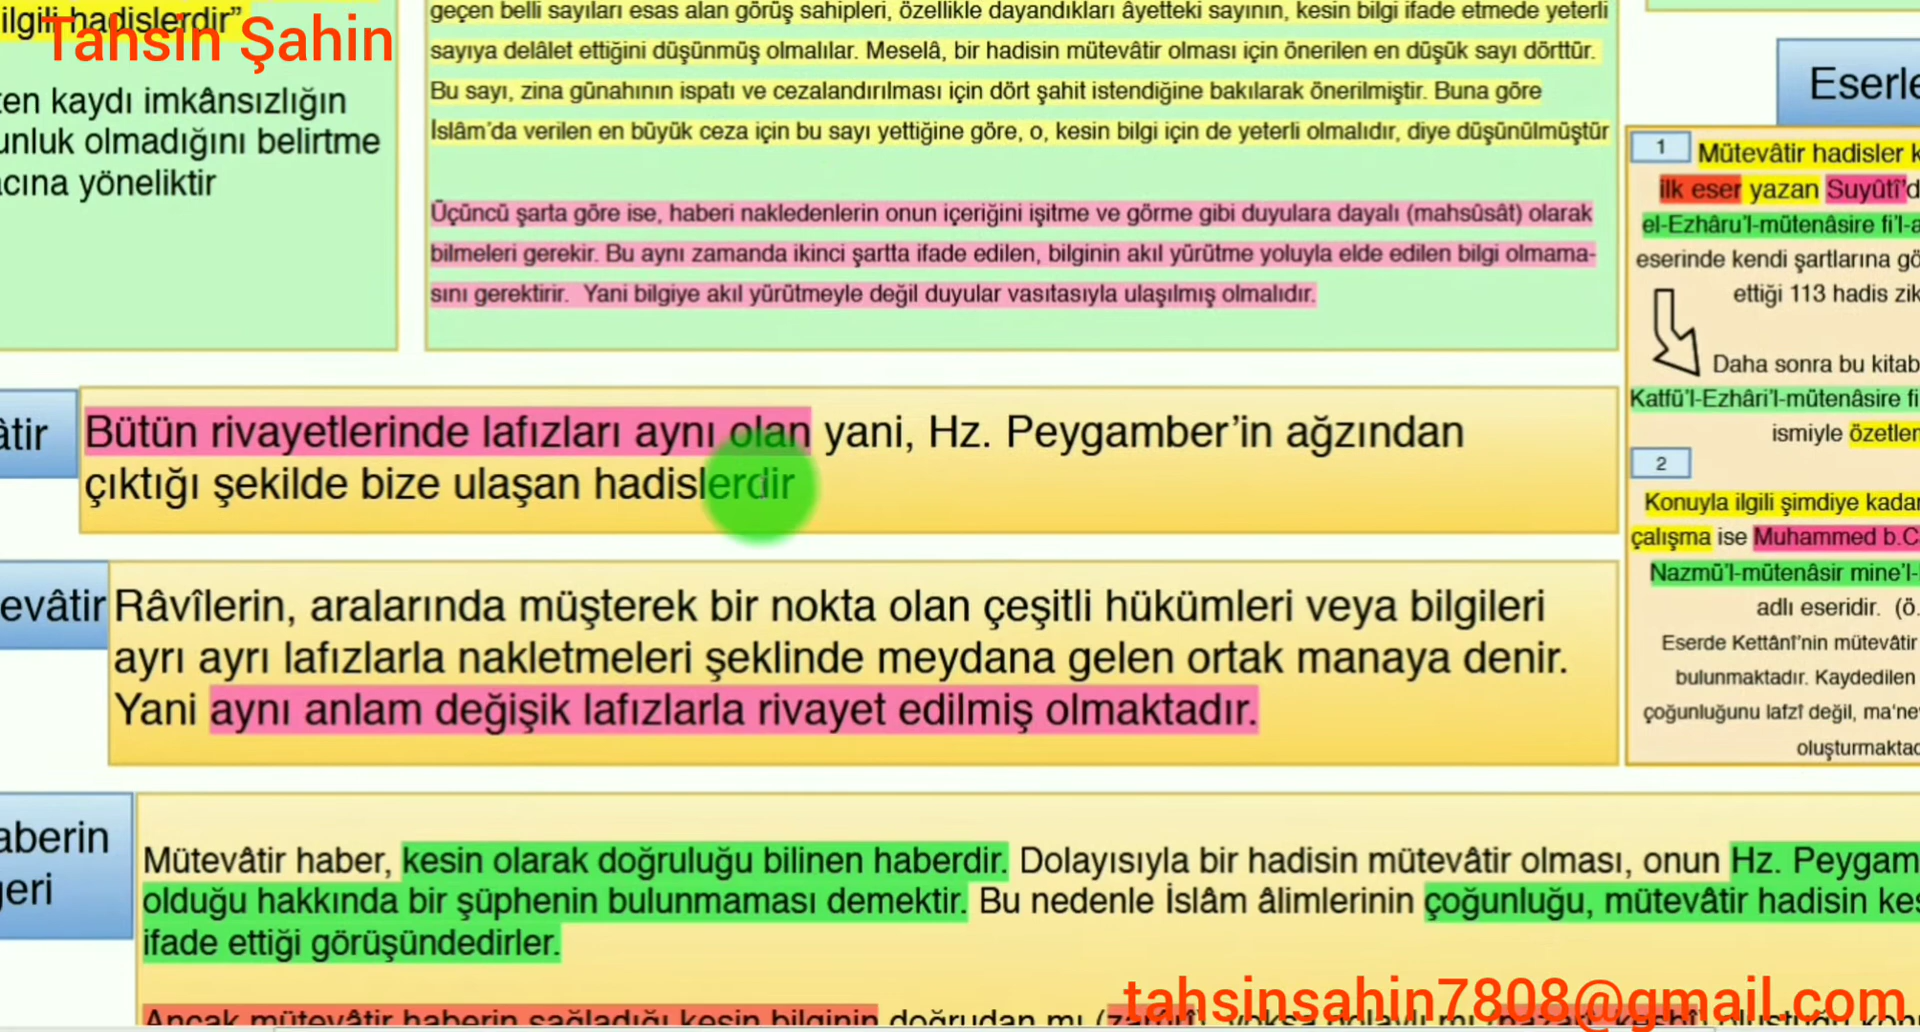 ilgili hadislerdir”
Tahsin Şahin
ten kaydı imkânsızlığın
unluk olmadığını belirtme
acına yöneliktir
geçen belli sayıları esas alan görüş sahipleri, özellikle dayandıkları âyetteki sayının, kesin bilgi ifade etmede yeterli
sayıya delâlet ettiğini düşünmüş olmalılar. Meselâ, bir hadisin mütevâtir olması için önerilen en düşük sayı dörttür.
Bu sayı, zina günahının ispatı ve cezalandırılması için dört şahit istendiğine bakılarak önerilmiştir. Buna göre
İslâm’da verilen en büyük ceza için bu sayı yettiğine göre, o, kesin bilgi için de yeterli olmalıdır, diye düşünülmüştür
Üçüncü şarta göre ise, haberi nakledenlerin onun içeriğini işitme ve görme gibi duyulara dayalı (mahsûsât) olarak
bilmeleri gerekir. Bu aynı zamanda ikinci şartta ifade edilen, bilginin akıl yürütme yoluyla elde edilen bilgi olmama-
sını gerektirir. Yani bilgiye akıl yürütmeyle değil duyular vasıtasıyla ulaşılmış olmalıdır.
âtir
Bütün rivayetlerinde lafızları aynı olan yani, Hz. Peygamber’in ağzından
çıktığı şekilde bize ulaşan hadislerdir
evâtir
Râvîlerin, aralarında müşterek bir nokta olan çeşitli hükümleri veya bilgileri
ayrı ayrı lafızlarla nakletmeleri şeklinde meydana gelen ortak manaya denir.
Yani aynı anlam değişik lafızlarla rivayet edilmiş olmaktadır.
aberin
ğeri
Mütevâtir haber, kesin olarak doğruluğu bilinen haberdir. Dolayısıyla bir hadisin mütevâtir olması, onun Hz. Peygam
olduğu hakkında bir şüphenin bulunmaması demektir. Bu nedenle İslâm âlimlerinin çoğunluğu, mütevâtir hadisin kes
ifade ettiği görüşündedirler.
Ancak mütevâtir haberin sağladığı kesin bilginin doğrudan mı
tahsinsahin7808@gmail.com
Eserle
1
Mütevâtir hadisler k
ilk eser yazan Suyûtî’d
el-Ezhâru’l-mütenâsire fi’l-a
eserinde kendi şartlarına gö
ettiği 113 hadis zik
Daha sonra bu kitab
Katfü’l-Ezhâri’l-mütenâsire fi
ismiyle özetlen
2
Konuyla ilgili şimdiye kadar
çalışma ise Muhammed b.C
Nazmü’l-mütenâsir mine’l-
adlı eseridir. (ö.
Eserde Kettânî’nin mütevâtir
bulunmaktadır. Kaydedilen
çoğunluğunu lafzî değil, ma’ne
oluşturmaktad